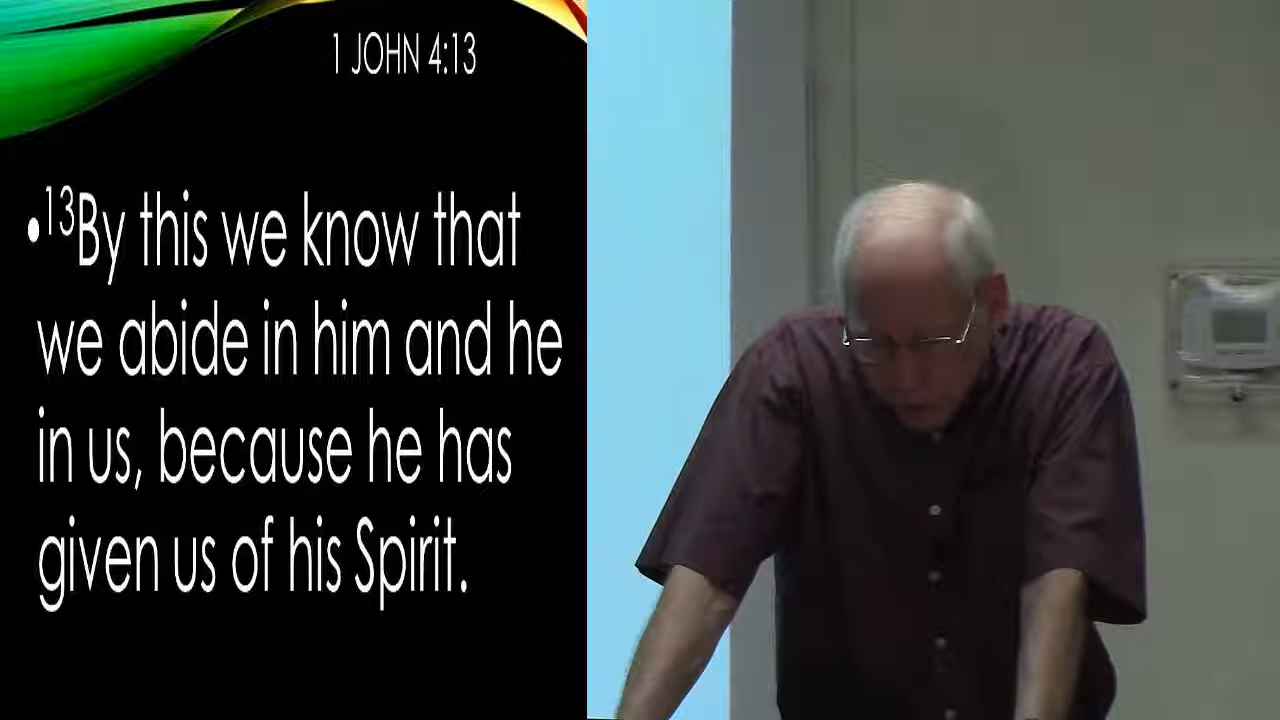 1 JOHN 4:13
•¹³By this we know that
we abide in him and he
in us, because he has
given us of his Spirit.